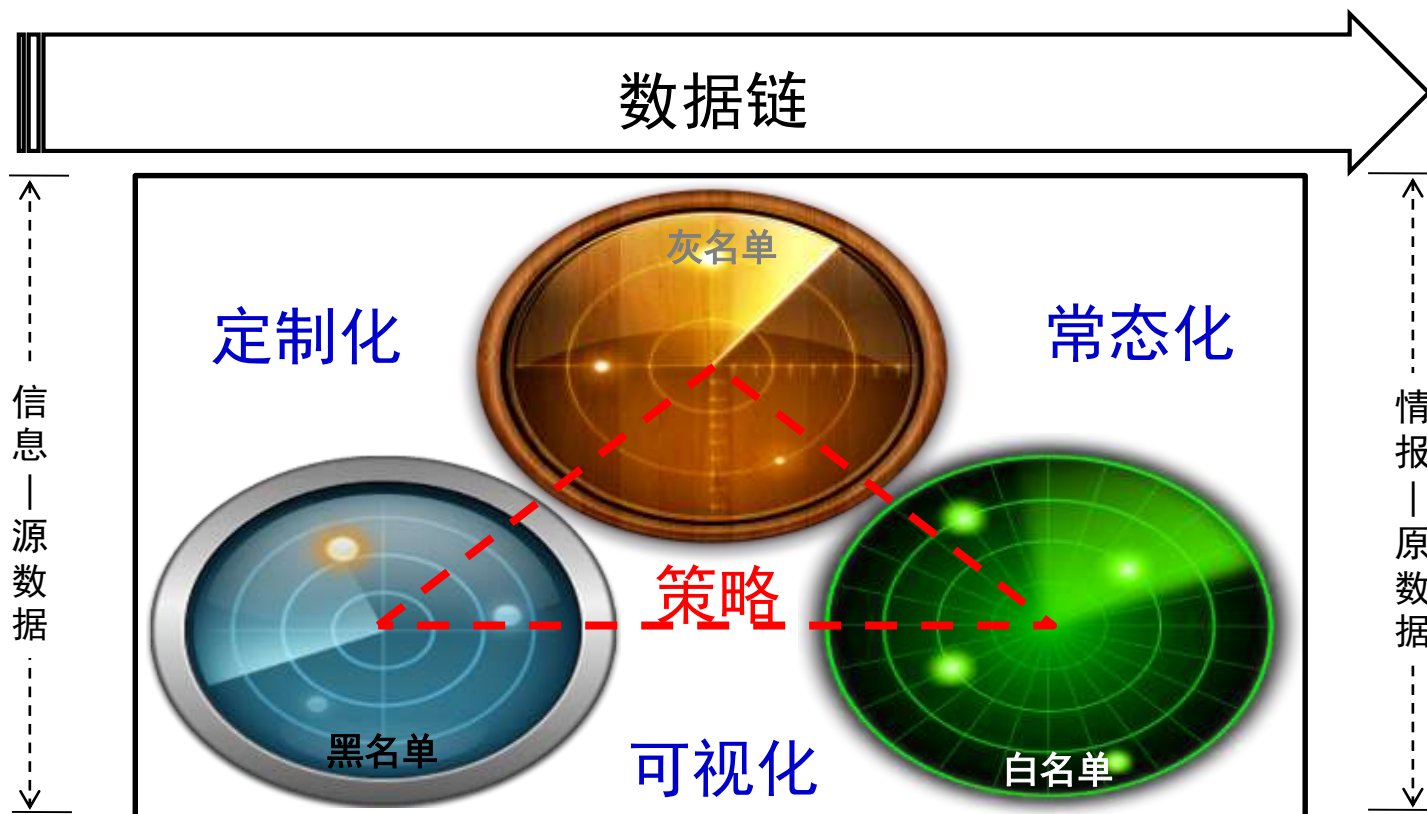 数据链
灰名单
定制化
常态化
信息｜源数据
情报｜原数据
策略
黑名单
可视化
白名单